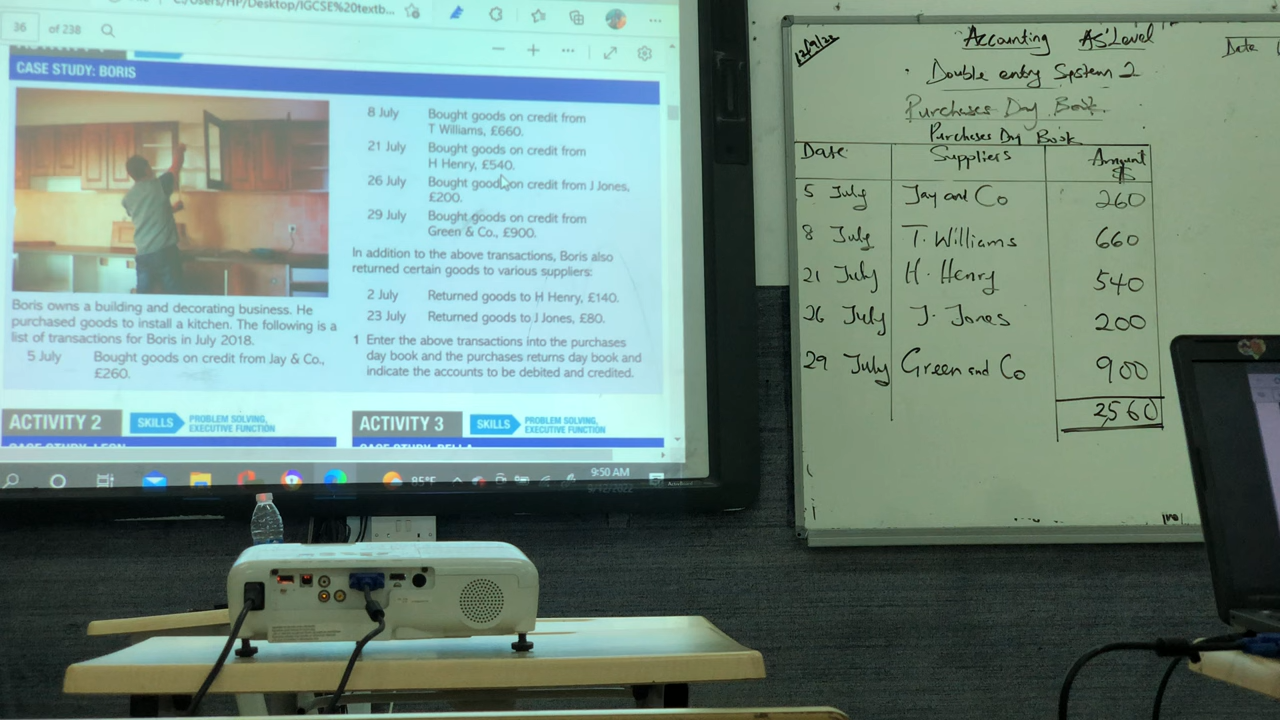 36 of 238
CASE STUDY: BORIS
Boris owns a building and decorating business. He
purchased goods to install a kitchen. The following is a
list of transactions for Boris in July 2018.
5 July Bought goods on credit from Jay & Co.,
£260.
8 July Bought goods on credit from
T Williams, £660.
21 July Bought goods on credit from
H Henry, £540.
26 July Bought goods on credit from J Jones,
£200.
29 July Bought goods on credit from
Green & Co., £900.
In addition to the above transactions, Boris also
returned certain goods to various suppliers:
2 July Returned goods to H Henry, £140.
23 July Returned goods to J Jones, £80.
1 Enter the above transactions into the purchases
day book and the purchases returns day book and
indicate the accounts to be debited and credited.
ACTIVITY 2
SKILLS
PROBLEM SOLVING,
EXECUTIVE FUNCTION
ACTIVITY 3
SKILLS
PROBLEM SOLVING,
EXECUTIVE FUNCTION
85°F
9:50 AM
Accounting AS Level
Date
Double entry System 2
Purchases Day Book
Purchases Day Book
Date Suppliers Amount
$
5 July Jay and Co 260
8 July T. Williams 660
21 July H. Henry 540
26 July J. Jones 200
29 July Green and Co 900
2,560